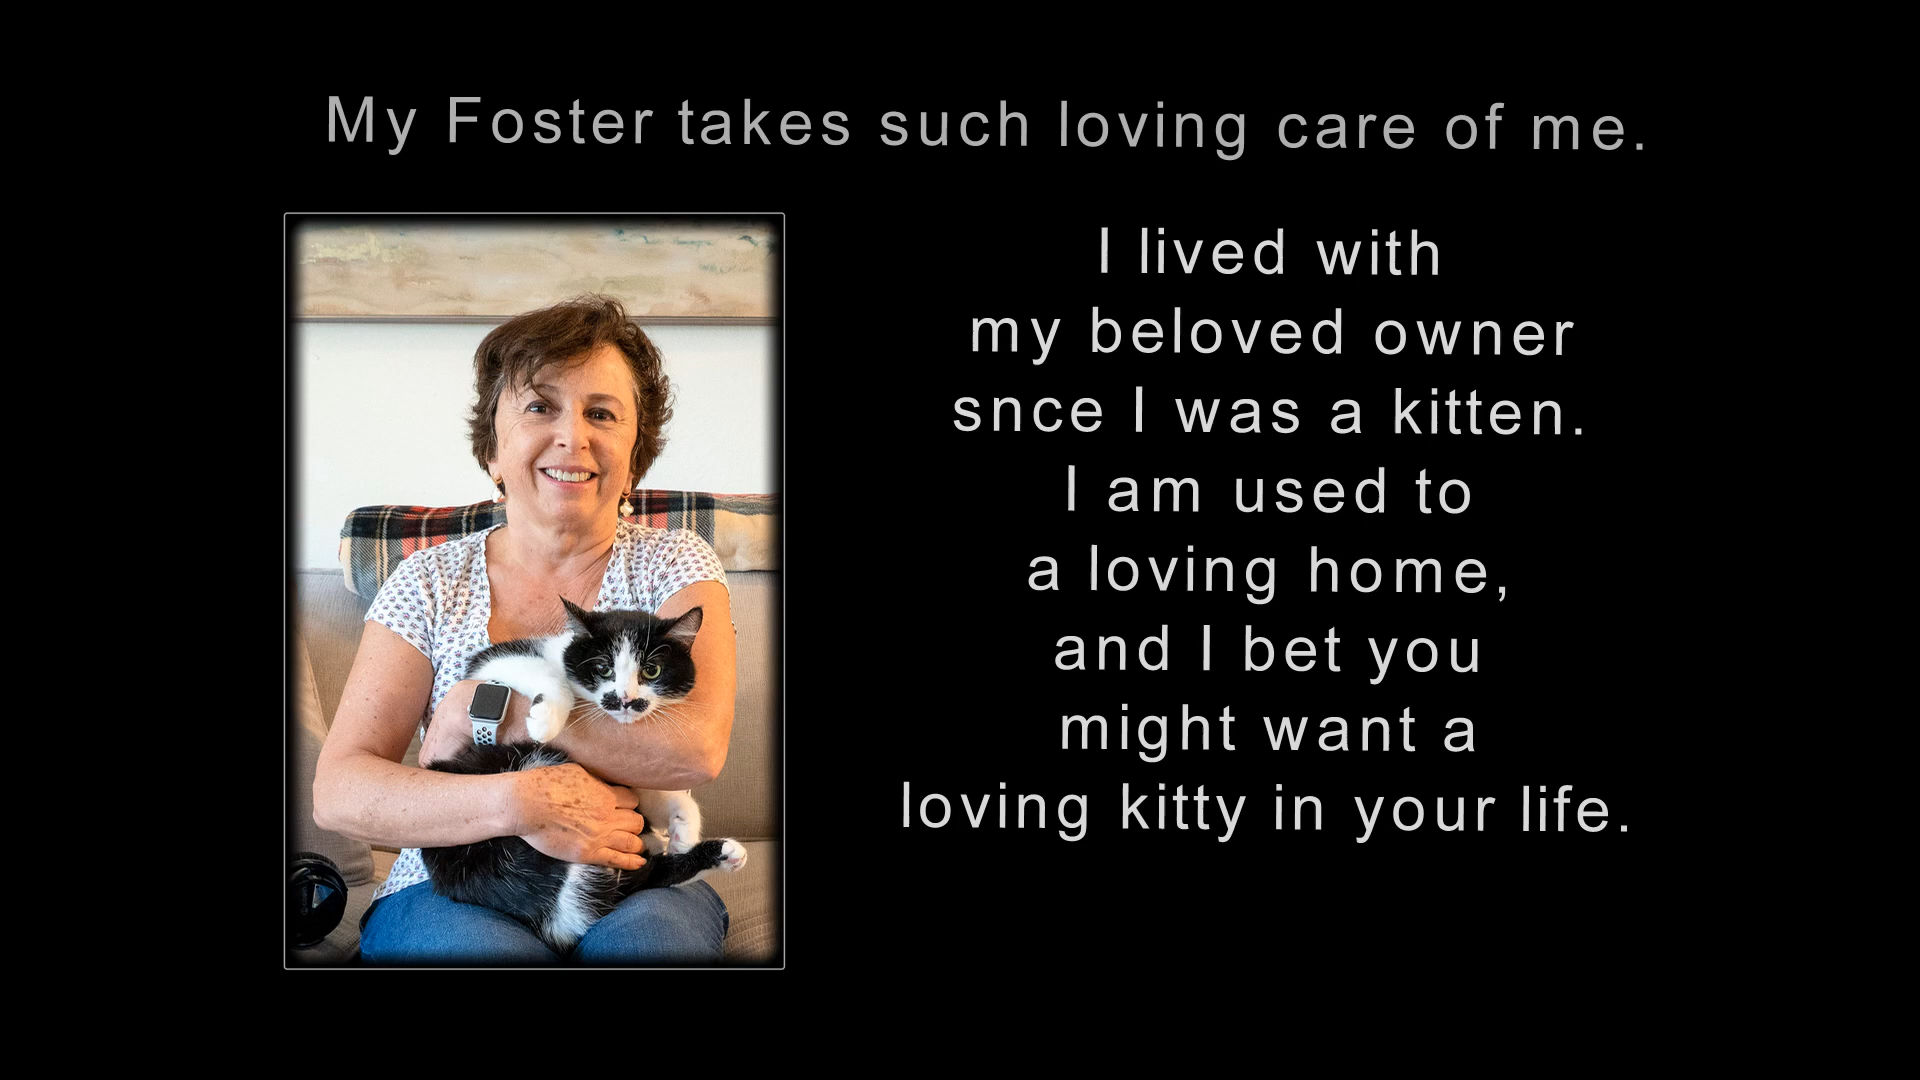 My Foster takes such loving care of me.
I lived with
my beloved owner
snce I was a kitten.
I am used to
a loving home,
and I bet you
might want a
loving kitty in your life.